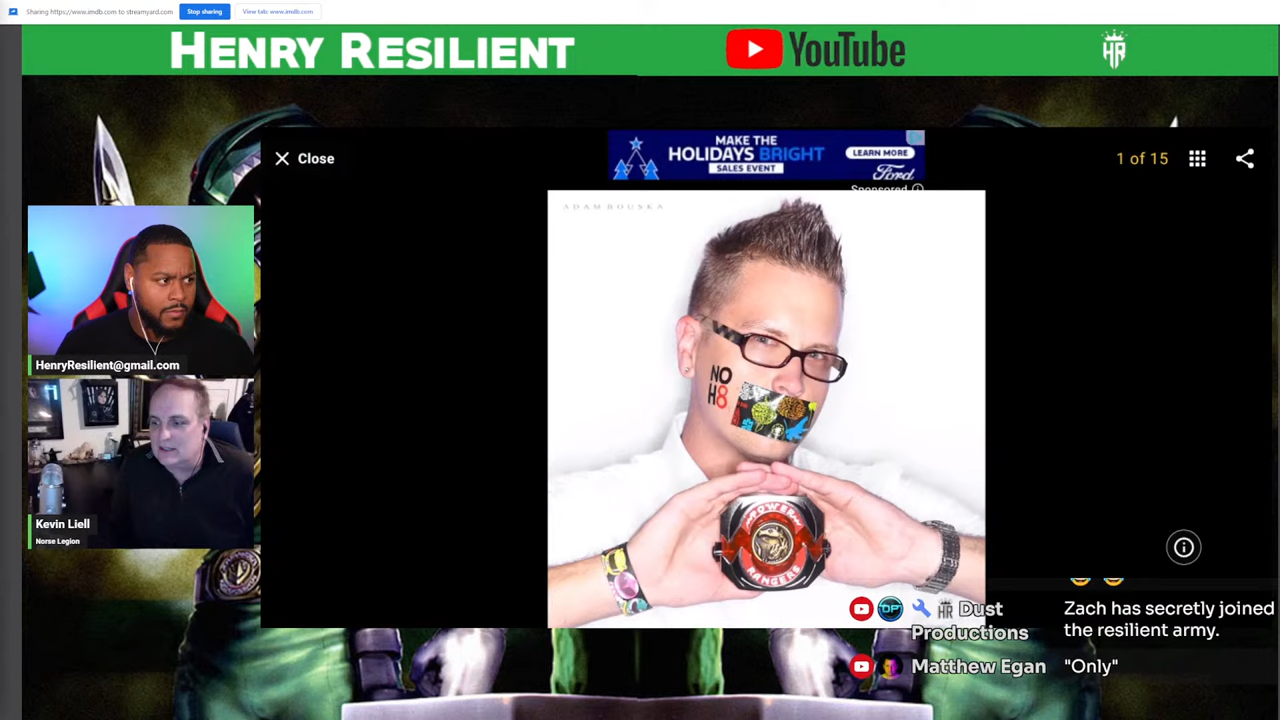 Sharing https://www.imdb.com to streamyard.com
Stop sharing
View tab: www.imdb.com
HENRY RESILIENT
YouTube
HR
Close
MAKE THE
HOLIDAYS BRIGHT
SALES EVENT
LEARN MORE
Ford
Sponsored
1 of 15
ADAM BOUSKA
NO
H8
POWER
RANGERS
HenryResilient@gmail.com
Kevin Liell
Norse Legion
DP
HR
Dust
Productions
Zach has secretly joined
the resilient army.
Matthew Egan
"Only"